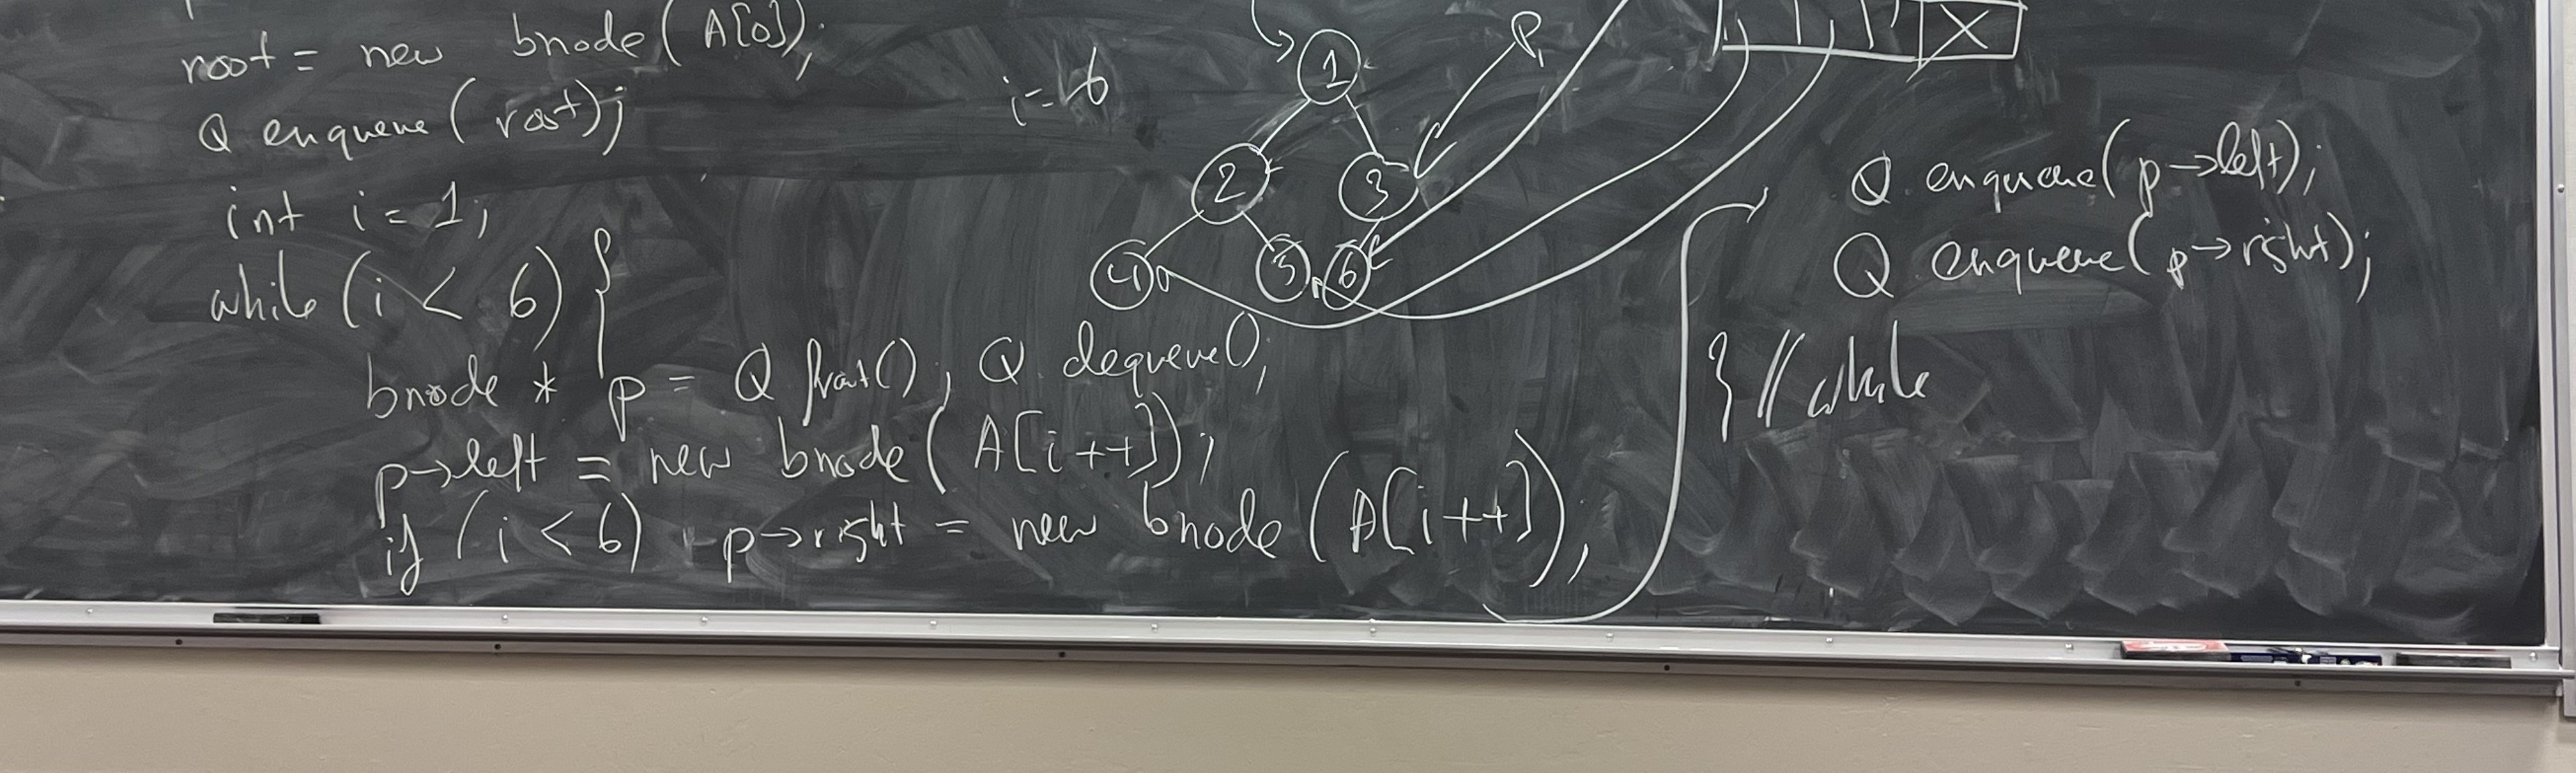 root = new bnode(A[0]);
Q enqueue(root);
int i = 1;
while (i < 6) {
bnode * p = Q front(), Q dequeue(),
p->left = new bnode(A[i++]);
if (i < 6) p->right = new bnode(A[i++]);
i = 6
1
P
2
3
4
5
6
X
Q enqueue(p->left);
Q enqueue(p->right);
} // while